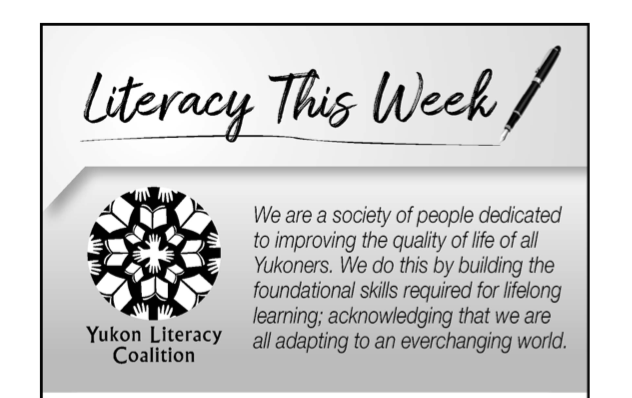 Literacy This Week
Yukon Literacy
Coalition
We are a society of people dedicated
to improving the quality of life of all
Yukoners. We do this by building the
foundational skills required for lifelong
learning; acknowledging that we are
all adapting to an everchanging world.